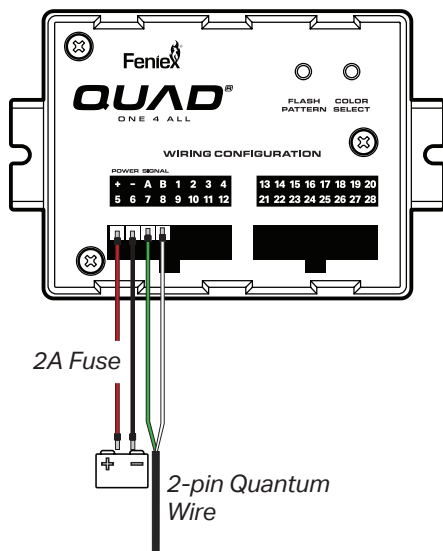 Feniex
QUAD®
ONE 4 ALL
FLASH PATTERN
COLOR SELECT
WIRING CONFIGURATION
POWER SIGNAL
+ - A B 1 2 3 4
5 6 7 8 9 10 11 12
13 14 15 16 17 18 19 20
21 22 23 24 25 26 27 28
2A Fuse
+ -
2-pin Quantum
Wire